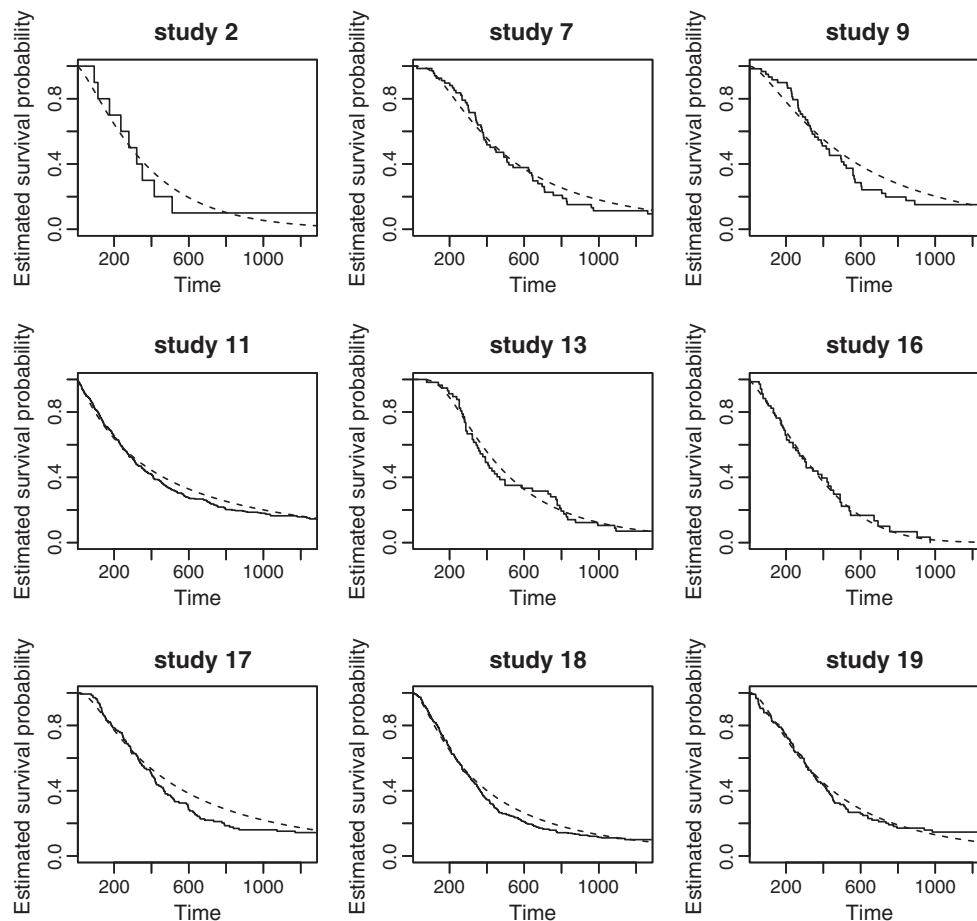 study 2
Estimated survival probability
0.0 0.4 0.8
200 600 1000
Time
study 7
Estimated survival probability
0.0 0.4 0.8
200 600 1000
Time
study 9
Estimated survival probability
0.0 0.4 0.8
200 600 1000
Time
study 11
Estimated survival probability
0.0 0.4 0.8
200 600 1000
Time
study 13
Estimated survival probability
0.0 0.4 0.8
200 600 1000
Time
study 16
Estimated survival probability
0.0 0.4 0.8
200 600 1000
Time
study 17
Estimated survival probability
0.0 0.4 0.8
200 600 1000
Time
study 18
Estimated survival probability
0.0 0.4 0.8
200 600 1000
Time
study 19
Estimated survival probability
0.0 0.4 0.8
200 600 1000
Time